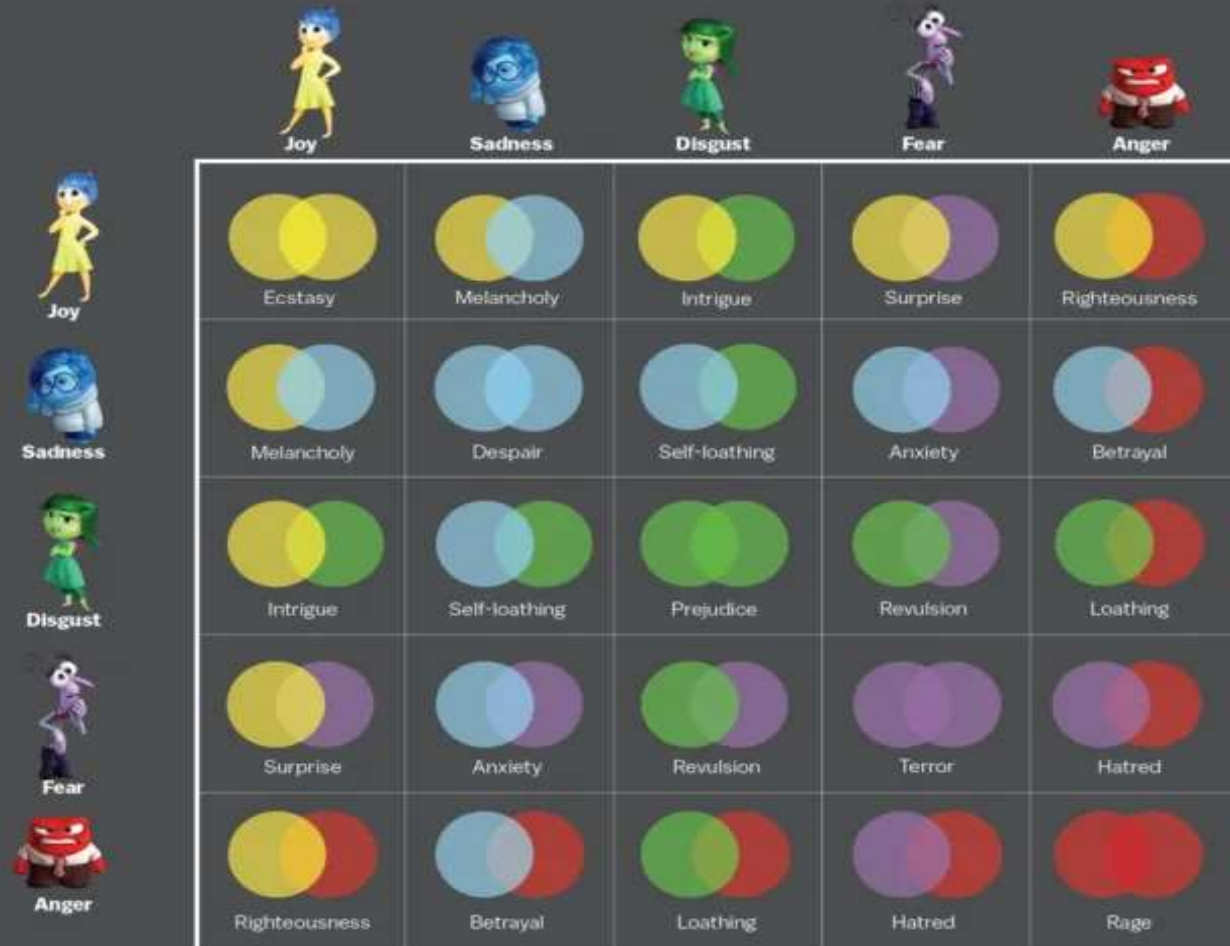 Joy Sadness Disgust Fear Anger
Joy
Ecstasy Melancholy Intrigue Surprise Righteousness
Sadness
Melancholy Despair Self-loathing Anxiety Betrayal
Disgust
Intrigue Self-loathing Prejudice Revulsion Loathing
Fear
Surprise Anxiety Revulsion Terror Hatred
Anger
Righteousness Betrayal Loathing Hatred Rage